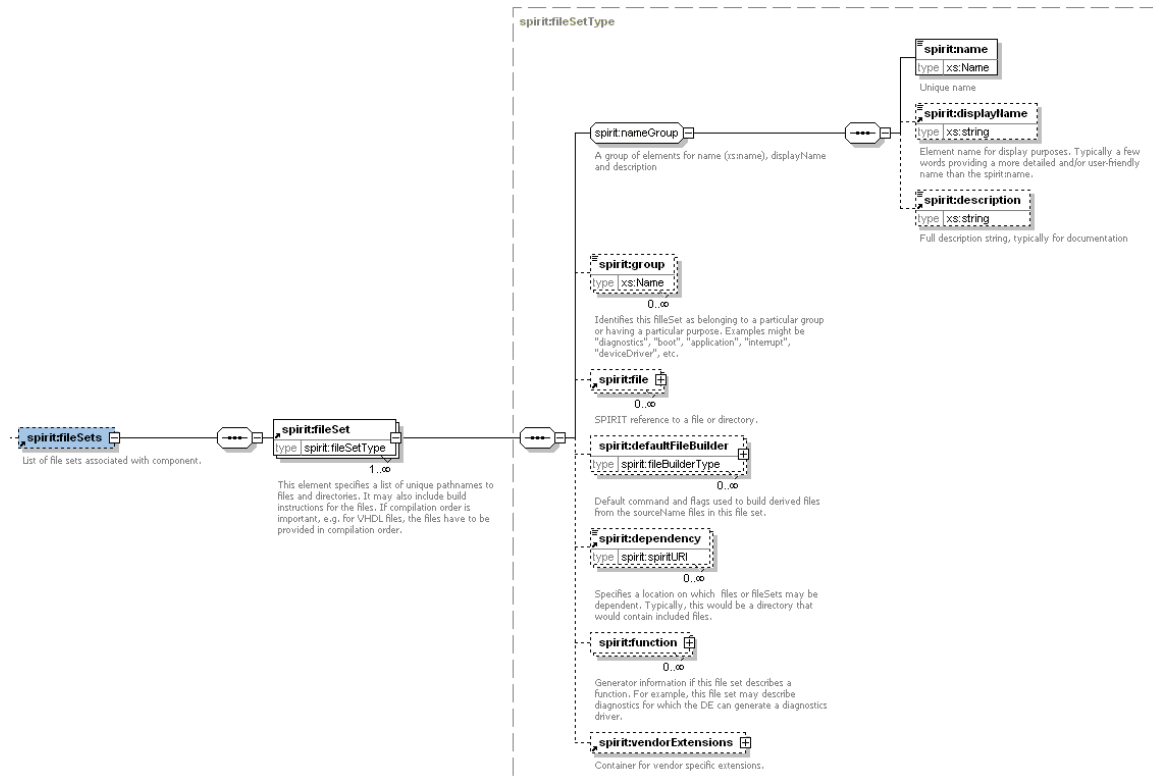 spirit:fileSetType
spirit:name
type xs:Name
Unique name
spirit:displayName
type xs:string
Element name for display purposes. Typically a few
words providing a more detailed and/or user-friendly
name than the spirit:name.
spirit:description
type xs:string
Full description string, typically for documentation
spirit:nameGroup
A group of elements for name (xs:name), displayName
and description
spirit:group
type xs:Name
0..∞
Identifies this filleSet as belonging to a particular group
or having a particular purpose. Examples might be
"diagnostics", "boot", "application", "interrupt",
"deviceDriver", etc.
spirit:file
0..∞
SPIRIT reference to a file or directory.
spirit:fileSets
List of file sets associated with component.
spirit:fileSet
type spirit:fileSetType
1..∞
This element specifies a list of unique pathnames to
files and directories. It may also include build
instructions for the files. If compilation order is
important, e.g. for VHDL files, the files have to be
provided in compilation order.
spirit:defaultFileBuilder
type spirit:fileBuilderType
0..∞
Default command and flags used to build derived files
from the sourceName files in this file set.
spirit:dependency
type spirit:spiritURI
0..∞
Specifies a location on which files or fileSets may be
dependent. Typically, this would be a directory that
would contain included files.
spirit:function
0..∞
Generator information if this file set describes a
function. For example, this file set may describe
diagnostics for which the DE can generate a diagnostics
driver.
spirit:vendorExtensions
Container for vendor specific extensions.